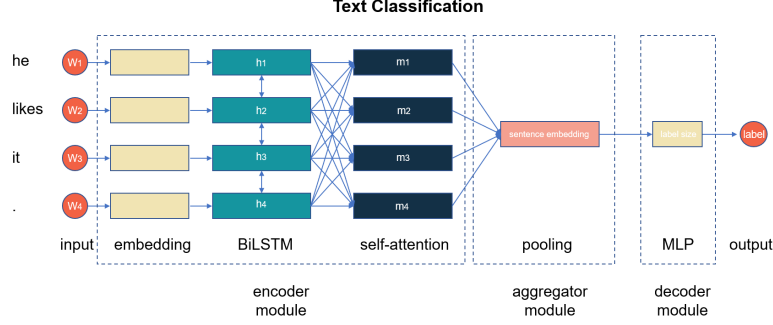 Text Classification
he W1 h1 m1
likes W2 h2 m2
sentence embedding label size label
it W3 h3 m3
. W4 h4 m4
input embedding BiLSTM self-attention pooling MLP output
encoder module
aggregator module
decoder module